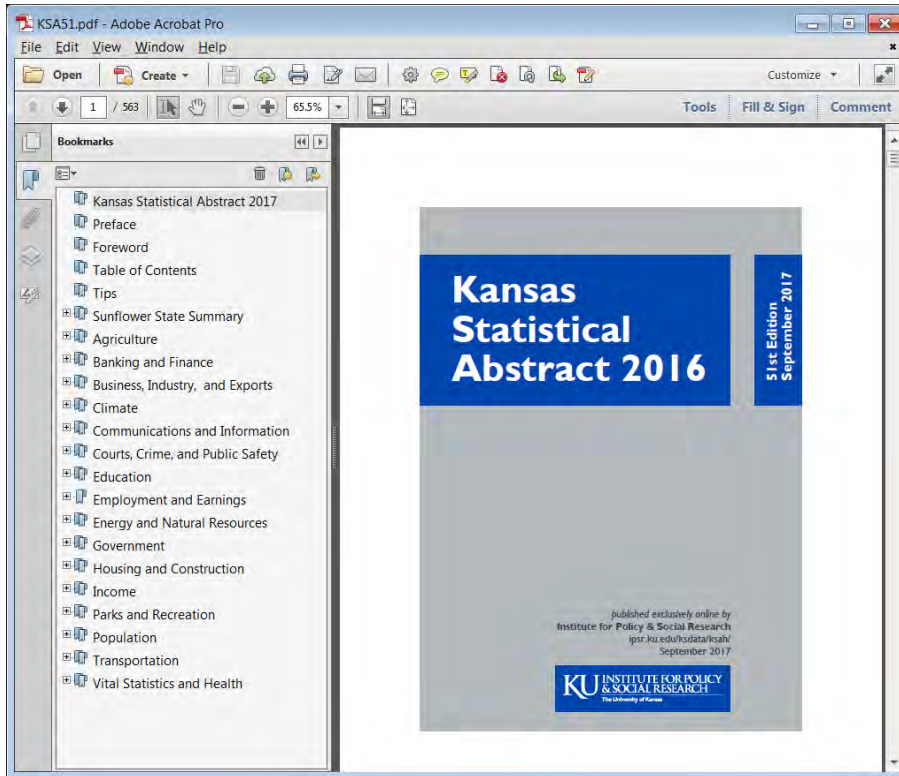 KSA51.pdf - Adobe Acrobat Pro
File Edit View Window Help
Open Create Customize
1 / 563 65.5% Tools Fill & Sign Comment
Bookmarks
Kansas Statistical Abstract 2017
Preface
Foreword
Table of Contents
Tips
Sunflower State Summary
Agriculture
Banking and Finance
Business, Industry, and Exports
Climate
Communications and Information
Courts, Crime, and Public Safety
Education
Employment and Earnings
Energy and Natural Resources
Government
Housing and Construction
Income
Parks and Recreation
Population
Transportation
Vital Statistics and Health
Kansas
Statistical
Abstract 2016
51st Edition
September 2017
published exclusively online by
Institute for Policy & Social Research
ipsr.ku.edu/ksdata/ksah/
September 2017
KU INSTITUTE FOR POLICY
& SOCIAL RESEARCH
The University of Kansas